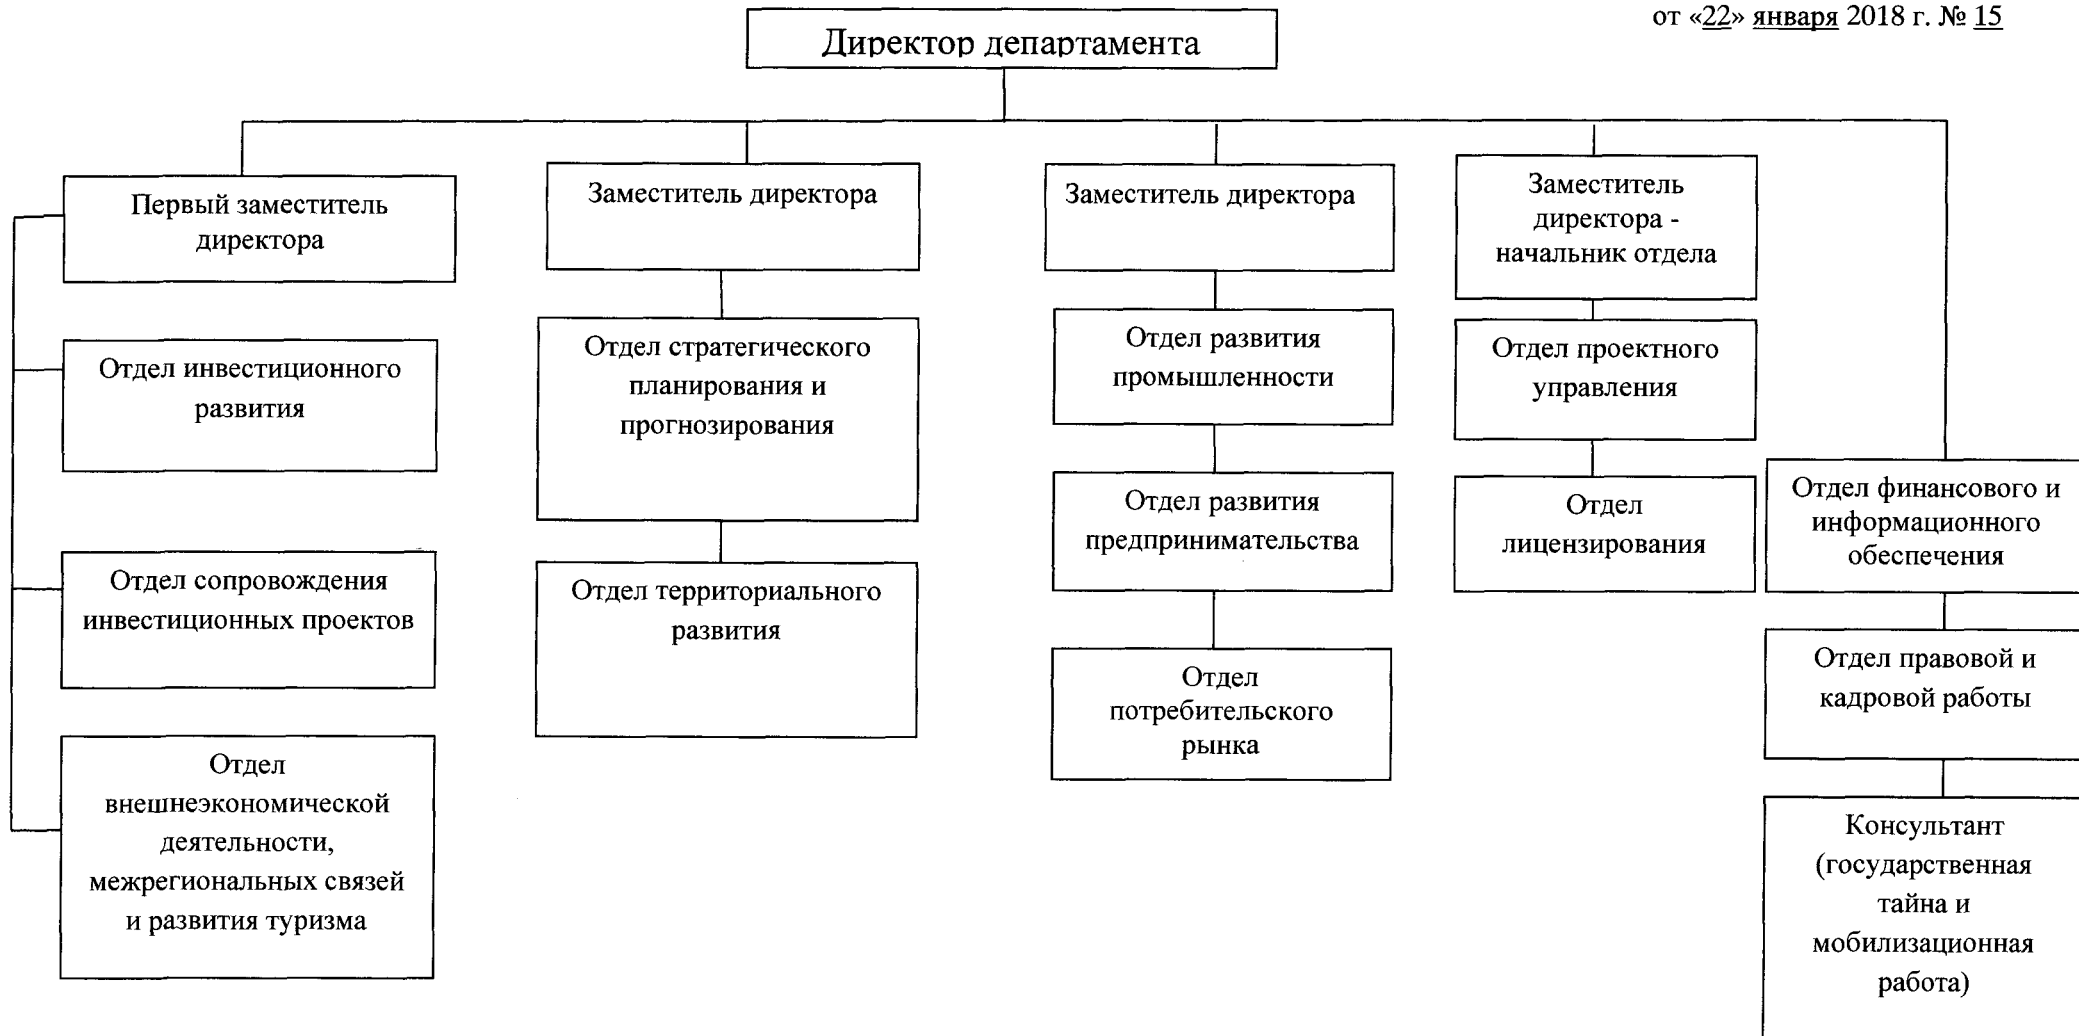 от «22» января 2018 г. № 15
Директор департамента
Первый заместитель
директора
Отдел инвестиционного
развития
Отдел сопровождения
инвестиционных проектов
Отдел
внешнеэкономической
деятельности,
межрегиональных связей
и развития туризма
Заместитель директора
Отдел стратегического
планирования и
прогнозирования
Отдел территориального
развития
Заместитель директора
Отдел развития
промышленности
Отдел развития
предпринимательства
Отдел
потребительского
рынка
Заместитель
директора -
начальник отдела
Отдел проектного
управления
Отдел
лицензирования
Отдел финансового и
информационного
обеспечения
Отдел правовой и
кадровой работы
Консультант
(государственная
тайна и
мобилизационная
работа)